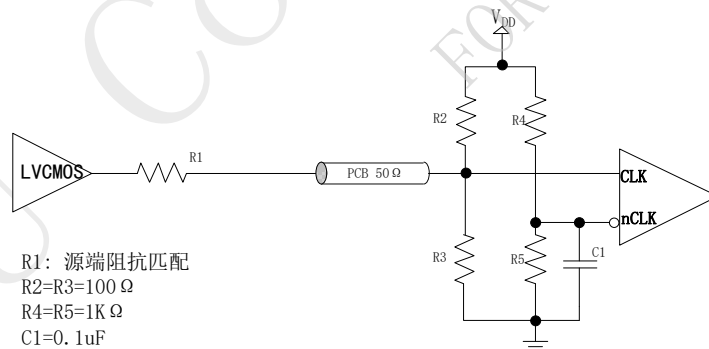 V_DD
R2
R4
R1
LVCMOS
PCB 50Ω
CLK
nCLK
R3
R5
C1
R1: 源端阻抗匹配
R2=R3=100Ω
R4=R5=1KΩ
C1=0.1uF